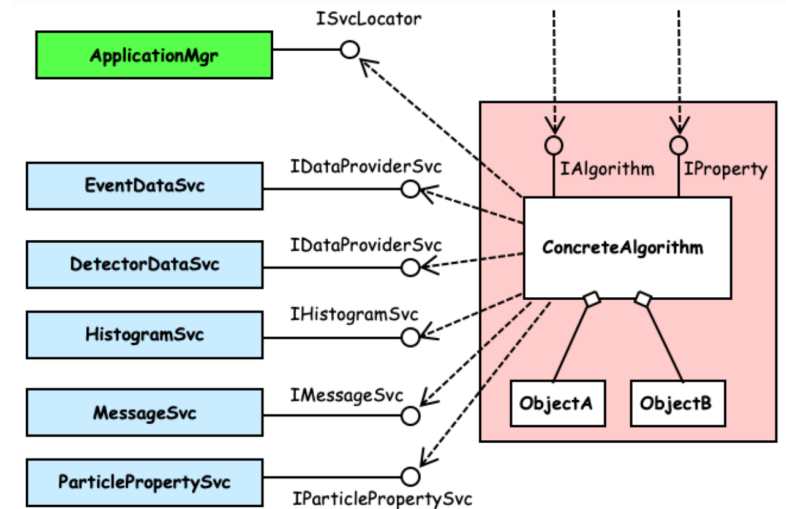 ISvcLocator
ApplicationMgr
IAlgorithm
IProperty
IDataProviderSvc
EventDataSvc
ConcreteAlgorithm
IDataProviderSvc
DetectorDataSvc
IHistogramSvc
HistogramSvc
IMessageSvc
MessageSvc
ObjectA
ObjectB
ParticlePropertySvc
IParticlePropertySvc